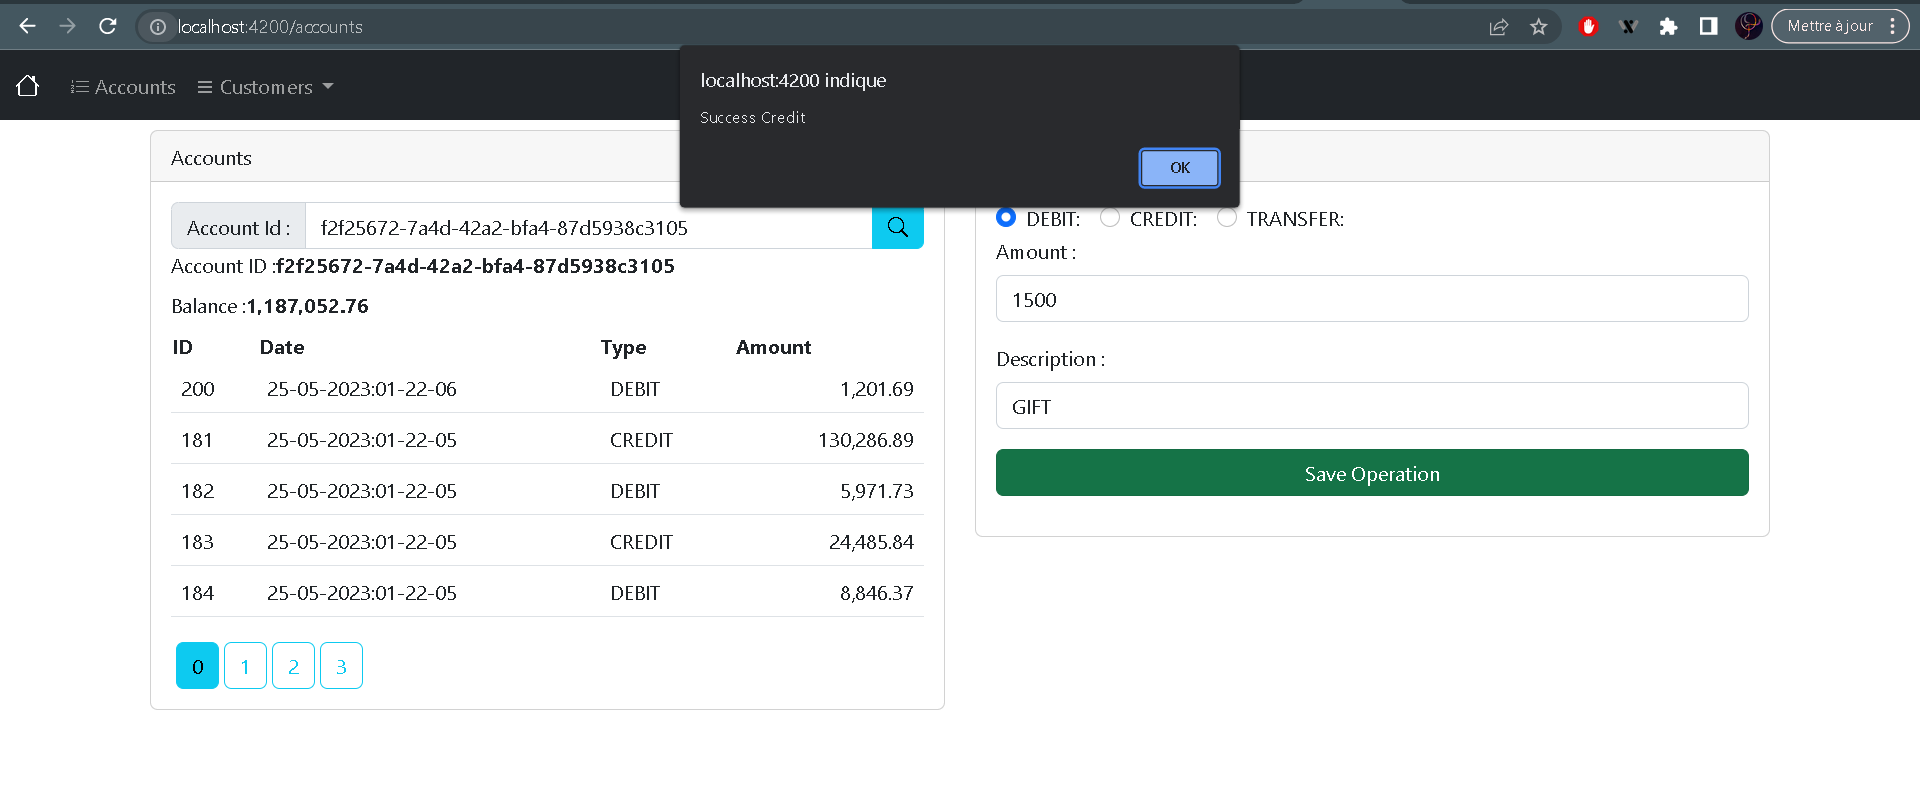 localhost:4200/accounts
Mettre à jour
Accounts
Customers
localhost:4200 indique
Success Credit
OK
Accounts
Account Id :
f2f25672-7a4d-42a2-bfa4-87d5938c3105
Account ID :f2f25672-7a4d-42a2-bfa4-87d5938c3105
Balance :1,187,052.76
ID Date Type Amount
200 25-05-2023:01-22-06 DEBIT 1,201.69
181 25-05-2023:01-22-05 CREDIT 130,286.89
182 25-05-2023:01-22-05 DEBIT 5,971.73
183 25-05-2023:01-22-05 CREDIT 24,485.84
184 25-05-2023:01-22-05 DEBIT 8,846.37
0 1 2 3
DEBIT: CREDIT: TRANSFER:
Amount :
1500
Description :
GIFT
Save Operation